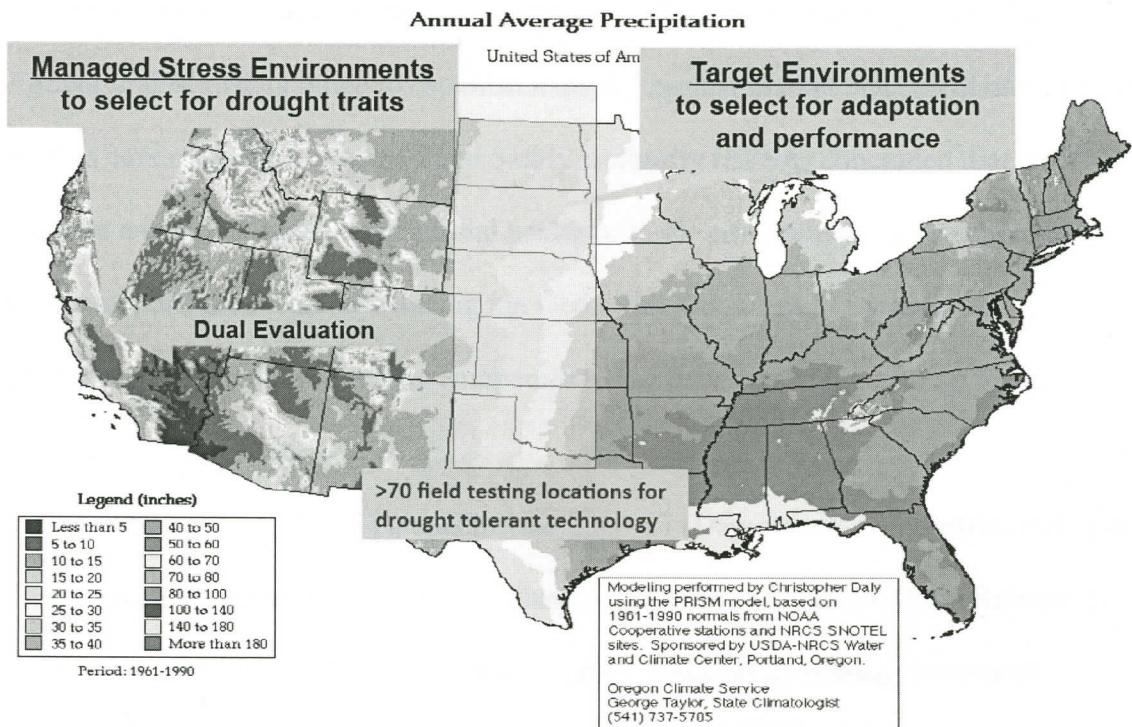 Annual Average Precipitation
United States of Am
Managed Stress Environments
to select for drought traits
Target Environments
to select for adaptation
and performance
Dual Evaluation
>70 field testing locations for
drought tolerant technology
Legend (inches)
Less than 5
5 to 10
10 to 15
15 to 20
20 to 25
25 to 30
30 to 35
35 to 40
40 to 50
50 to 60
60 to 70
70 to 80
80 to 100
100 to 140
140 to 180
More than 180
Period: 1961-1990
Modeling performed by Christopher Daly
using the PRISM model, based on
1961-1990 normals from NOAA
Cooperative stations and NRCS SNOTEL
sites. Sponsored by USDA-NRCS Water
and Climate Center, Portland, Oregon.
Oregon Climate Service
George Taylor, State Climatologist
(541) 737-5705